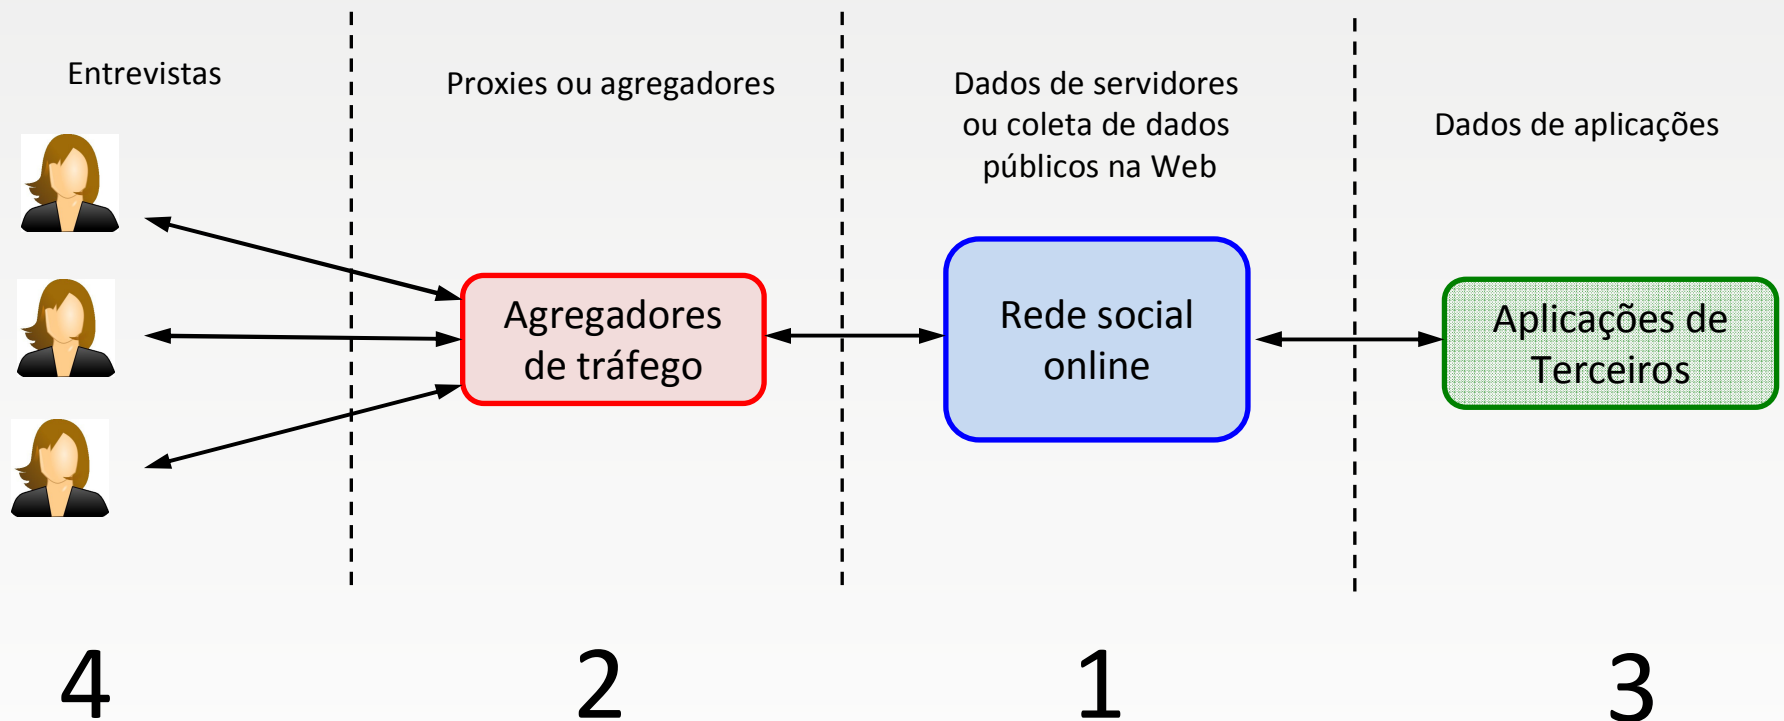 Entrevistas
Proxies ou agregadores
Dados de servidores
ou coleta de dados
públicos na Web
Dados de aplicações
Agregadores
de tráfego
Rede social
online
Aplicações de
Terceiros
4
2
1
3